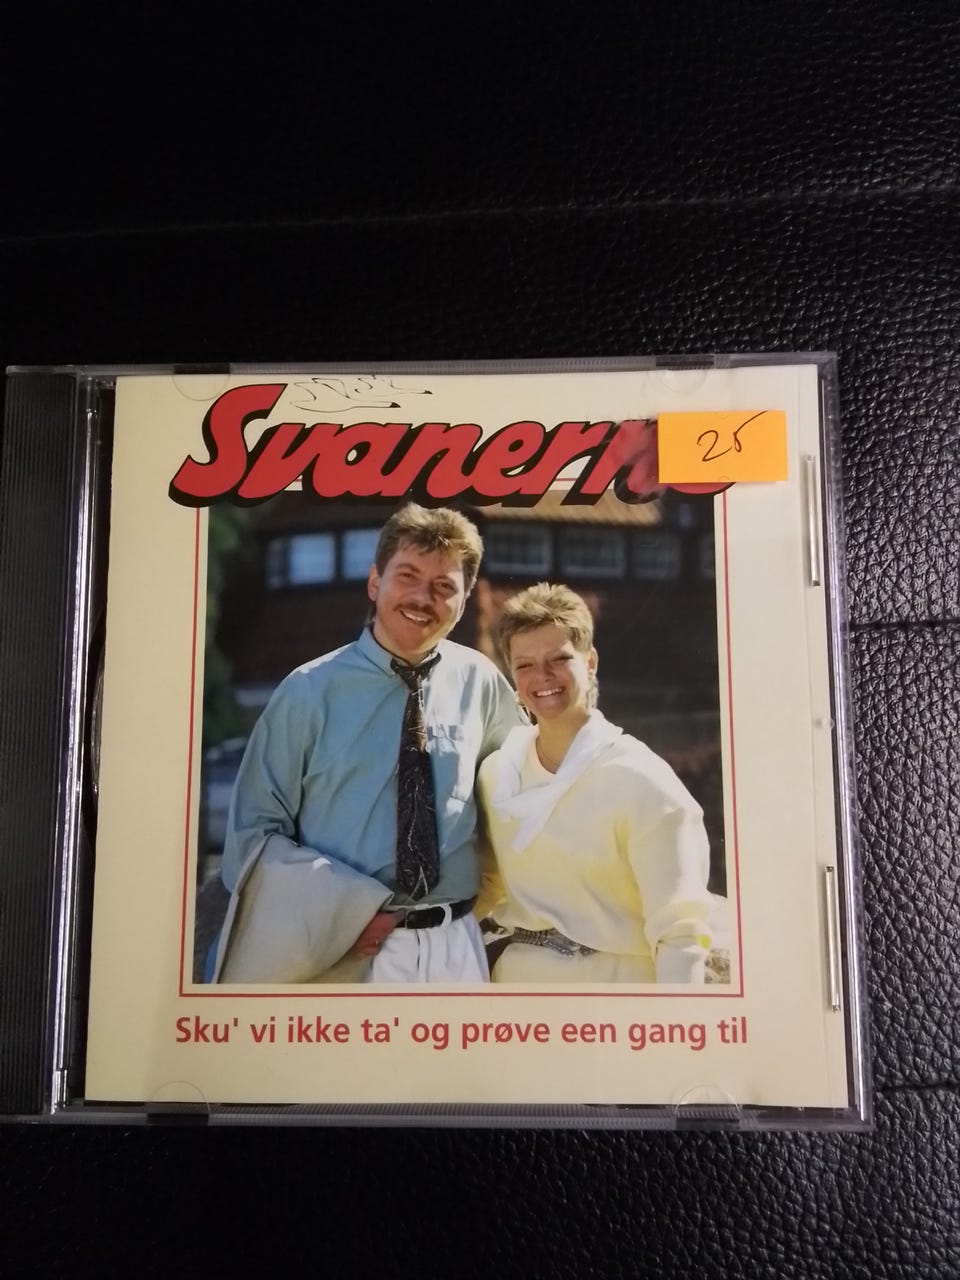 Svanerne
25
Sku' vi ikke ta' og prøve een gang til